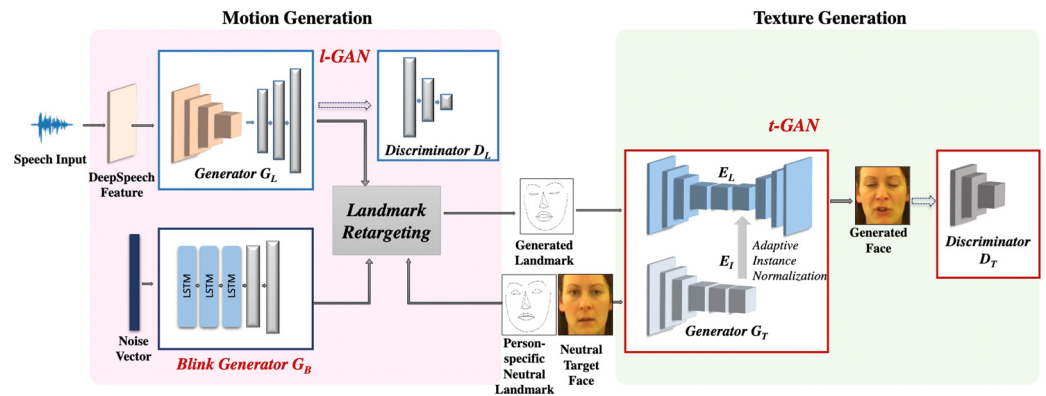 Motion Generation
Texture Generation
l-GAN
Speech Input
DeepSpeech
Feature
Generator G_L
Discriminator D_L
Landmark
Retargeting
Noise
Vector
LSTM
LSTM
LSTM
Blink Generator G_B
Generated
Landmark
Person-
specific
Neutral
Landmark
Neutral
Target
Face
t-GAN
E_L
E_I
Adaptive
Instance
Normalization
Generator G_T
Generated
Face
Discriminator
D_T